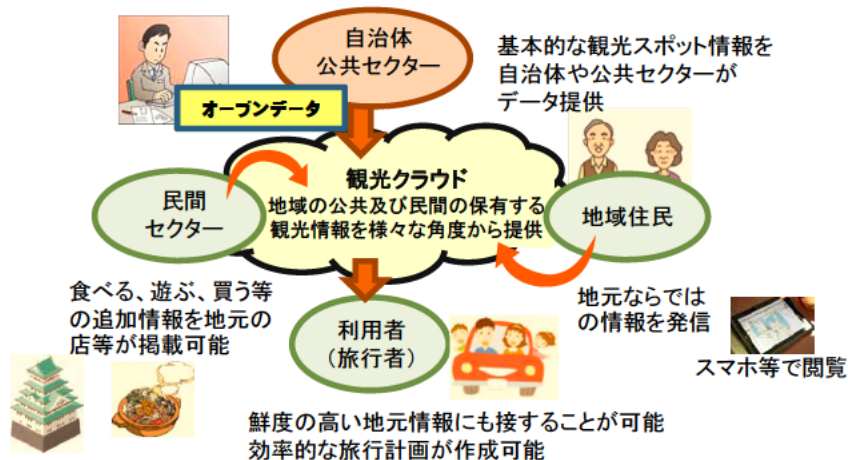 自治体
公共セクター
基本的な観光スポット情報を
自治体や公共セクターが
データ提供
オープンデータ
観光クラウド
地域の公共及び民間の保有する
観光情報を様々な角度から提供
民間
セクター
地域住民
食べる、遊ぶ、買う等
の追加情報を地元の
店等が掲載可能
利用者
（旅行者）
地元ならでは
の情報を発信
スマホ等で閲覧
鮮度の高い地元情報にも接することが可能
効率的な旅行計画が作成可能